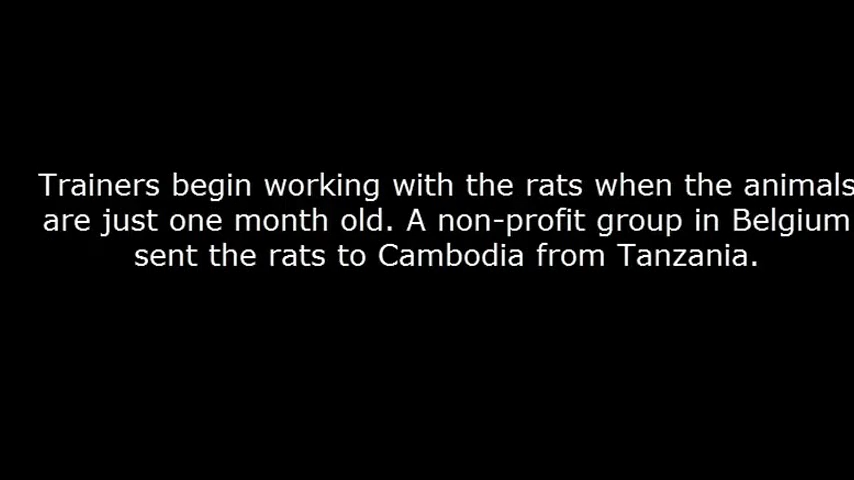 Trainers begin working with the rats when the animals
are just one month old. A non-profit group in Belgium
sent the rats to Cambodia from Tanzania.